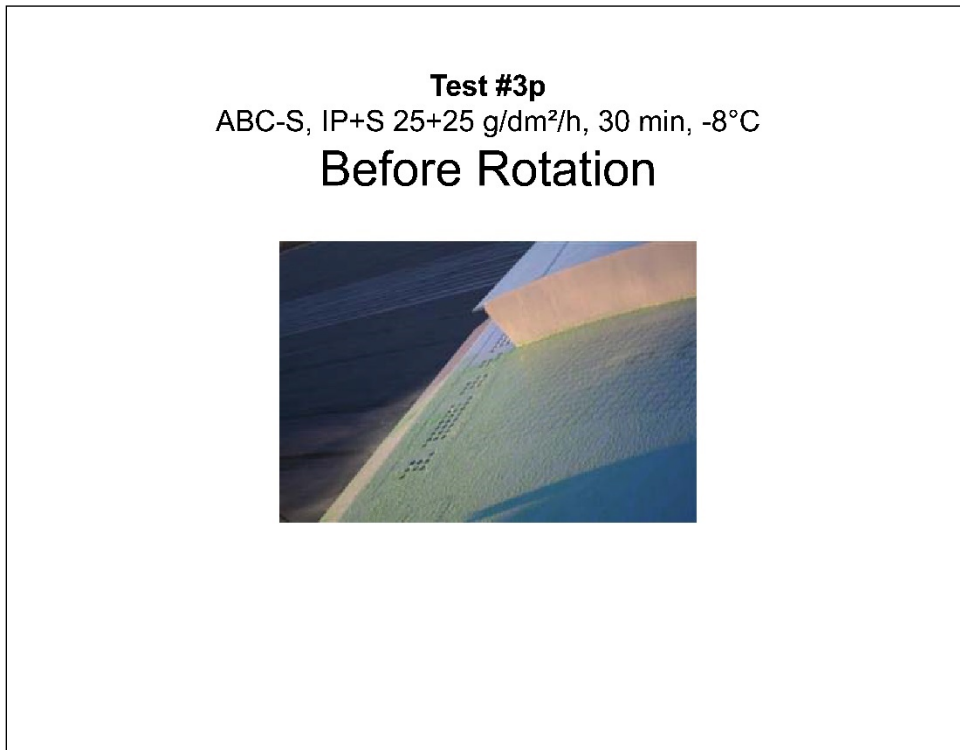 Test #3p
ABC-S, IP+S 25+25 g/dm²/h, 30 min, -8°C
Before Rotation